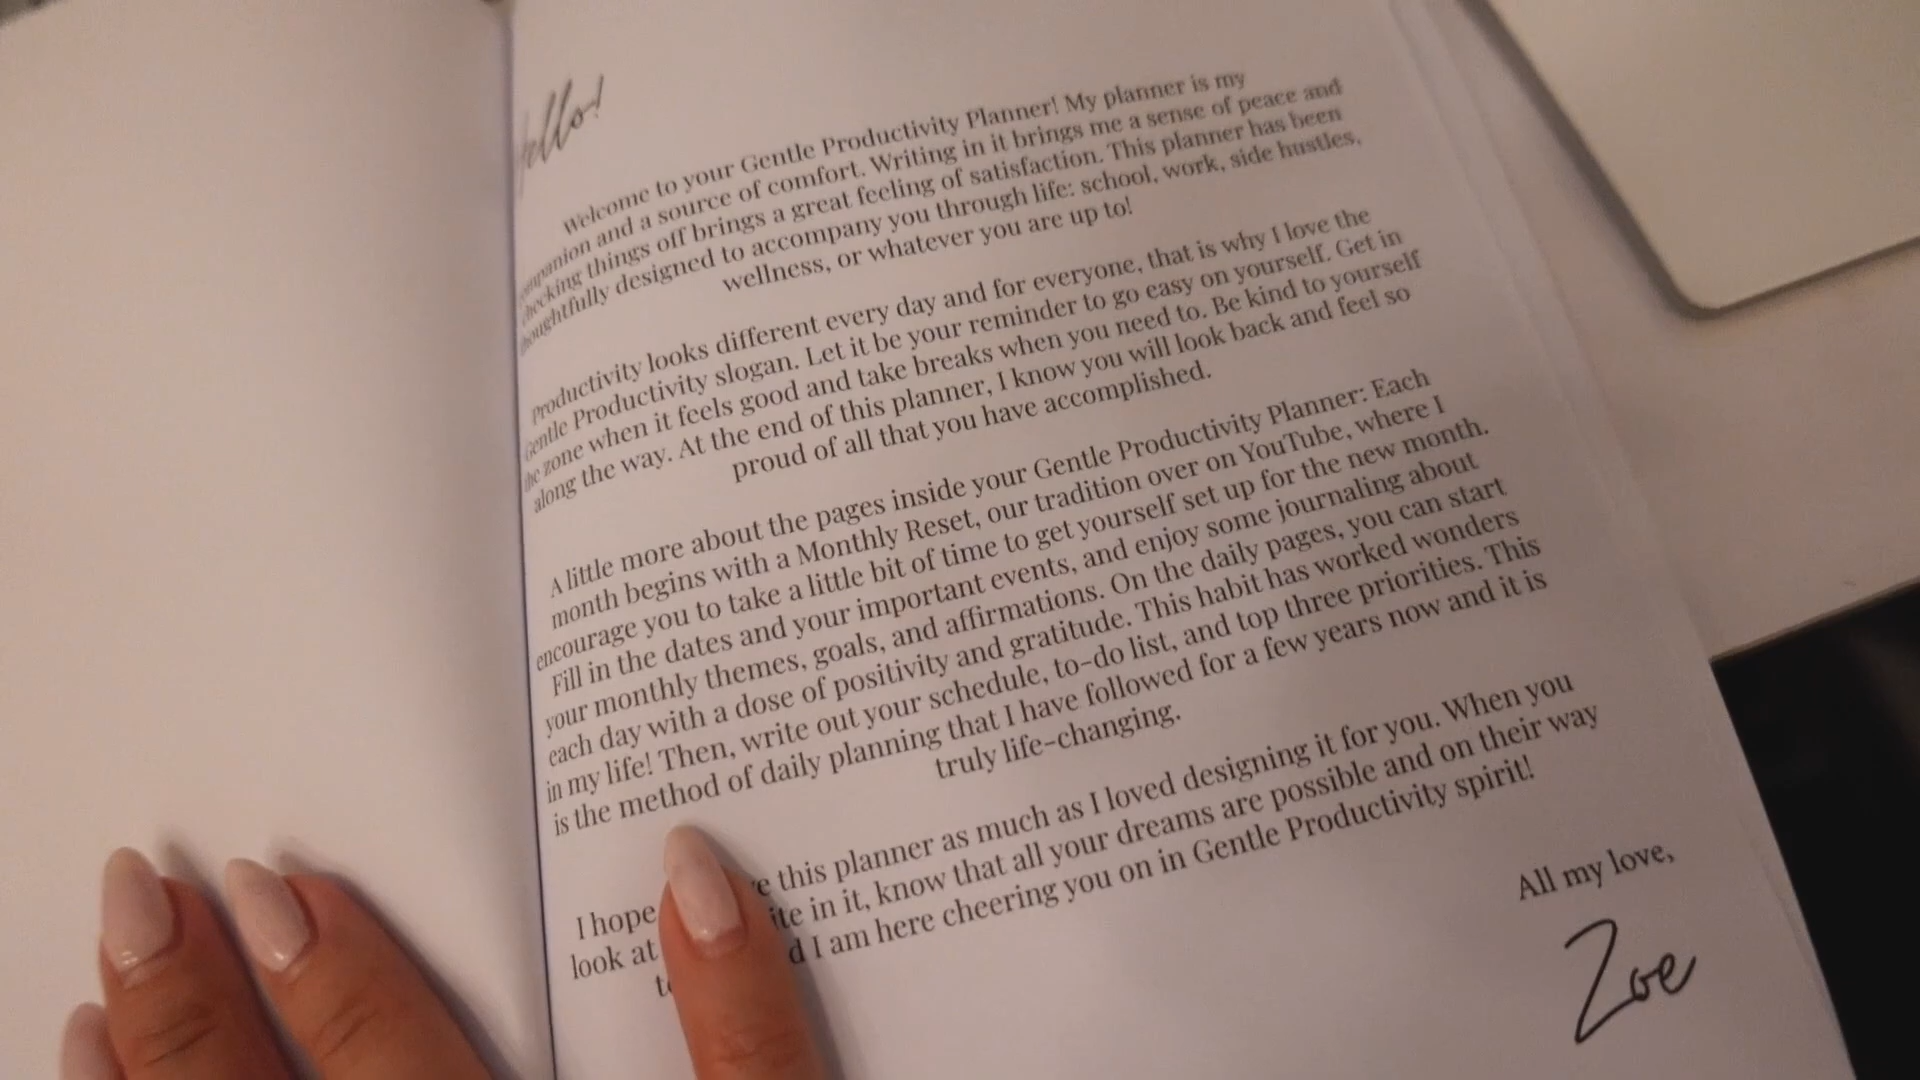 ello!
Welcome to your Gentle Productivity Planner! My planner is my
companion and a source of comfort. Writing in it brings me a sense of peace and
checking things off brings a great feeling of satisfaction. This planner has been
thoughtfully designed to accompany you through life: school, work, side hustles,
wellness, or whatever you are up to!
Productivity looks different every day and for everyone, that is why I love the
Gentle Productivity slogan. Let it be your reminder to go easy on yourself. Get in
the zone when it feels good and take breaks when you need to. Be kind to yourself
along the way. At the end of this planner, I know you will look back and feel so
proud of all that you have accomplished.
A little more about the pages inside your Gentle Productivity Planner: Each
month begins with a Monthly Reset, our tradition over on YouTube, where I
encourage you to take a little bit of time to get yourself set up for the new month.
Fill in the dates and your important events, and enjoy some journaling about
your monthly themes, goals, and affirmations. On the daily pages, you can start
each day with a dose of positivity and gratitude. This habit has worked wonders
in my life! Then, write out your schedule, to-do list, and top three priorities. This
is the method of daily planning that I have followed for a few years now and it is
truly life-changing.
I hope this planner as much as I loved designing it for you. When you
look at in it, know that all your dreams are possible and on their way
I am here cheering you on in Gentle Productivity spirit!
All my love,
Zoe